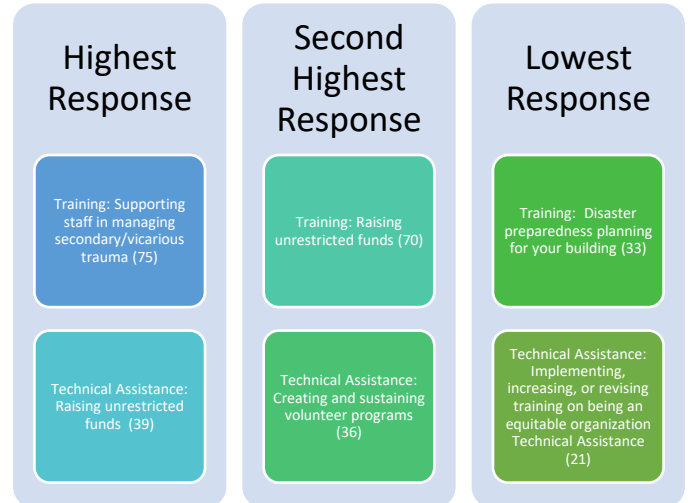 Highest
Response
Training: Supporting
staff in managing
secondary/vicarious
trauma (75)
Technical Assistance:
Raising unrestricted
funds (39)
Second
Highest
Response
Training: Raising
unrestricted funds (70)
Technical Assistance:
Creating and sustaining
volunteer programs
(36)
Lowest
Response
Training: Disaster
preparedness planning
for your building (33)
Technical Assistance:
Implementing,
increasing, or revising
training on being an
equitable organization
Technical Assistance
(21)